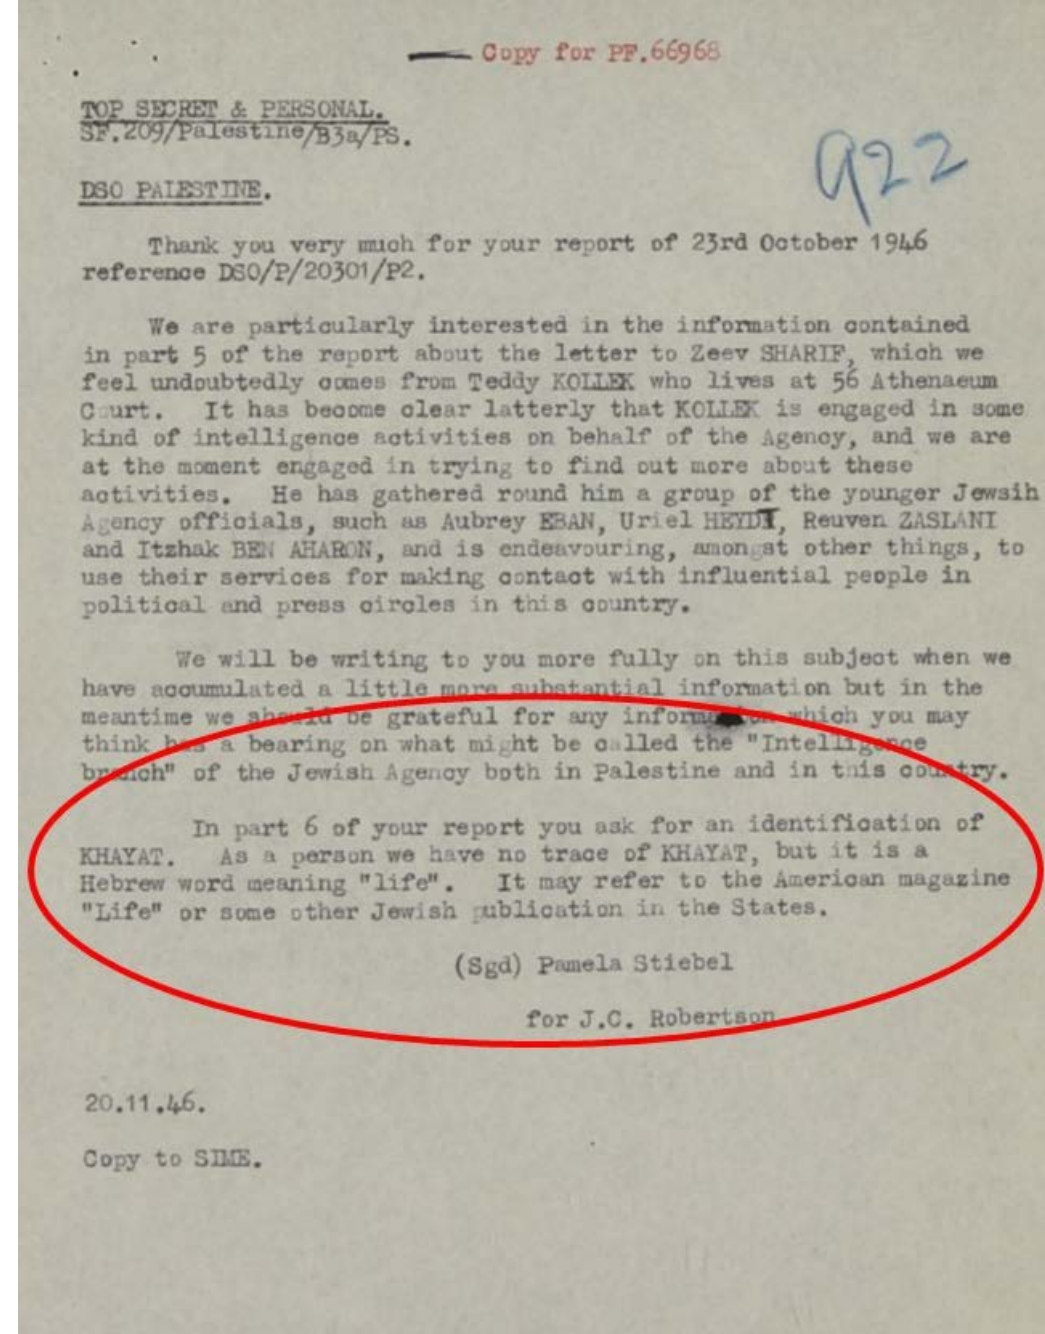 Copy for PF.66968
TOP SECRET & PERSONAL.
SF.209/Palestine/B3a/PS.
922
DSO PALESTINE.
Thank you very much for your report of 23rd October 1946
reference DSO/P/20301/P2.
We are particularly interested in the information contained
in part 5 of the report about the letter to Zeev SHARIF, which we
feel undoubtedly comes from Teddy KOLLEK who lives at 56 Athenaeum
Court. It has become clear latterly that KOLLEK is engaged in some
kind of intelligence activities on behalf of the Agency, and we are
at the moment engaged in trying to find out more about these
activities. He has gathered round him a group of the younger Jewsih
Agency officials, such as Aubrey EBAN, Uriel HEYDT, Reuven ZASLANI
and Itzhak BEN AHARON, and is endeavouring, amongst other things, to
use their services for making contact with influential people in
political and press circles in this country.
We will be writing to you more fully on this subject when we
have accumulated a little more substantial information but in the
meantime we should be grateful for any information which you may
think has a bearing on what might be called the "Intelligence
branch" of the Jewish Agency both in Palestine and in this country.
In part 6 of your report you ask for an identification of
KHAYAT. As a person we have no trace of KHAYAT, but it is a
Hebrew word meaning "life". It may refer to the American magazine
"Life" or some other Jewish publication in the States.
(Sgd) Pamela Stiebel
for J.C. Robertson
20.11.46.
Copy to SIME.